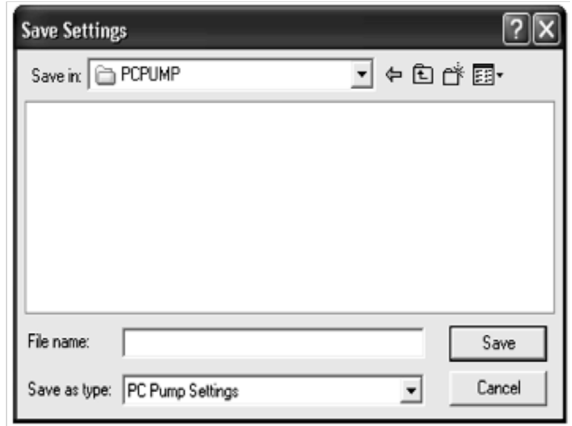 Save Settings
Save in: PCPUMP
File name:
Save
Save as type: PC Pump Settings
Cancel